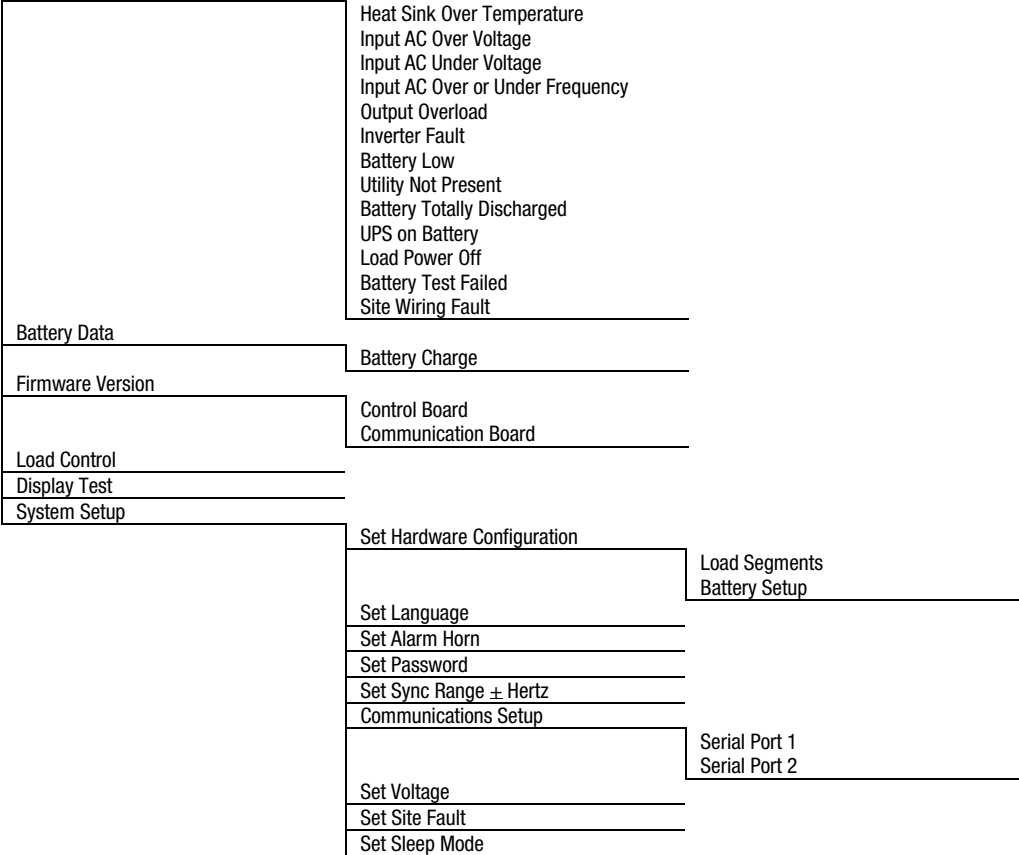 Heat Sink Over Temperature
Input AC Over Voltage
Input AC Under Voltage
Input AC Over or Under Frequency
Output Overload
Inverter Fault
Battery Low
Utility Not Present
Battery Totally Discharged
UPS on Battery
Load Power Off
Battery Test Failed
Site Wiring Fault
Battery Data
Battery Charge
Firmware Version
Control Board
Communication Board
Load Control
Display Test
System Setup
Set Hardware Configuration
Load Segments
Battery Setup
Set Language
Set Alarm Horn
Set Password
Set Sync Range ± Hertz
Communications Setup
Serial Port 1
Serial Port 2
Set Voltage
Set Site Fault
Set Sleep Mode